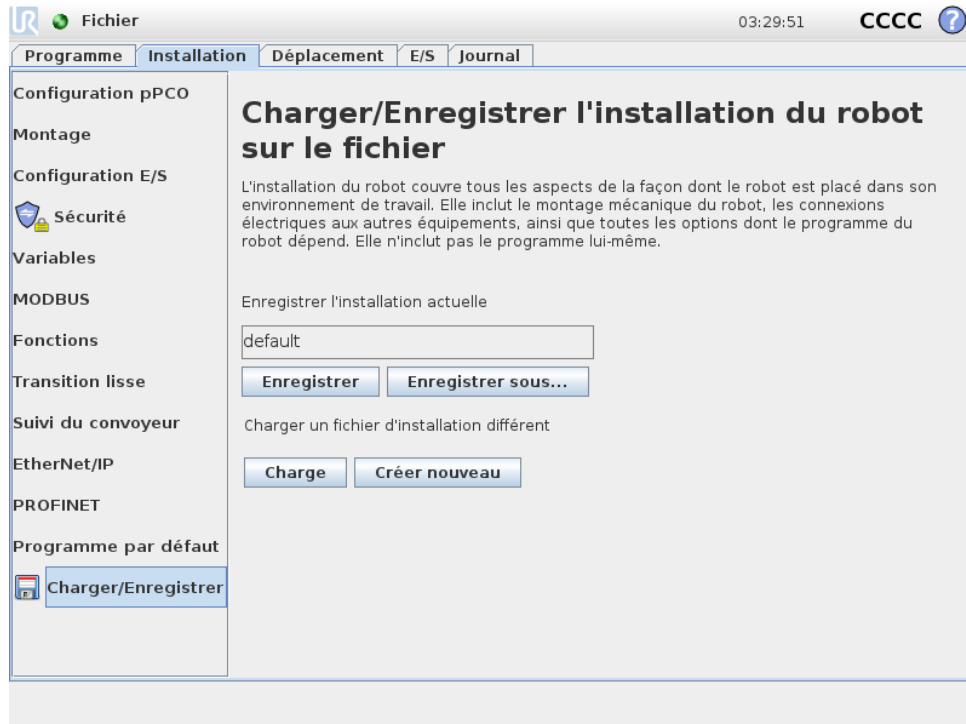 UR Fichier 03:29:51 CCCC ?
Programme Installation Déplacement E/S Journal
Configuration pPCO
Montage
Configuration E/S
Sécurité
Variables
MODBUS
Fonctions
Transition lisse
Suivi du convoyeur
EtherNet/IP
PROFINET
Programme par défaut
Charger/Enregistrer
Charger/Enregistrer l'installation du robot
sur le fichier
L'installation du robot couvre tous les aspects de la façon dont le robot est placé dans son
environnement de travail. Elle inclut le montage mécanique du robot, les connexions
électriques aux autres équipements, ainsi que toutes les options dont le programme du
robot dépend. Elle n'inclut pas le programme lui-même.
Enregistrer l'installation actuelle
default
Enregistrer Enregistrer sous...
Charger un fichier d'installation différent
Charge Créer nouveau